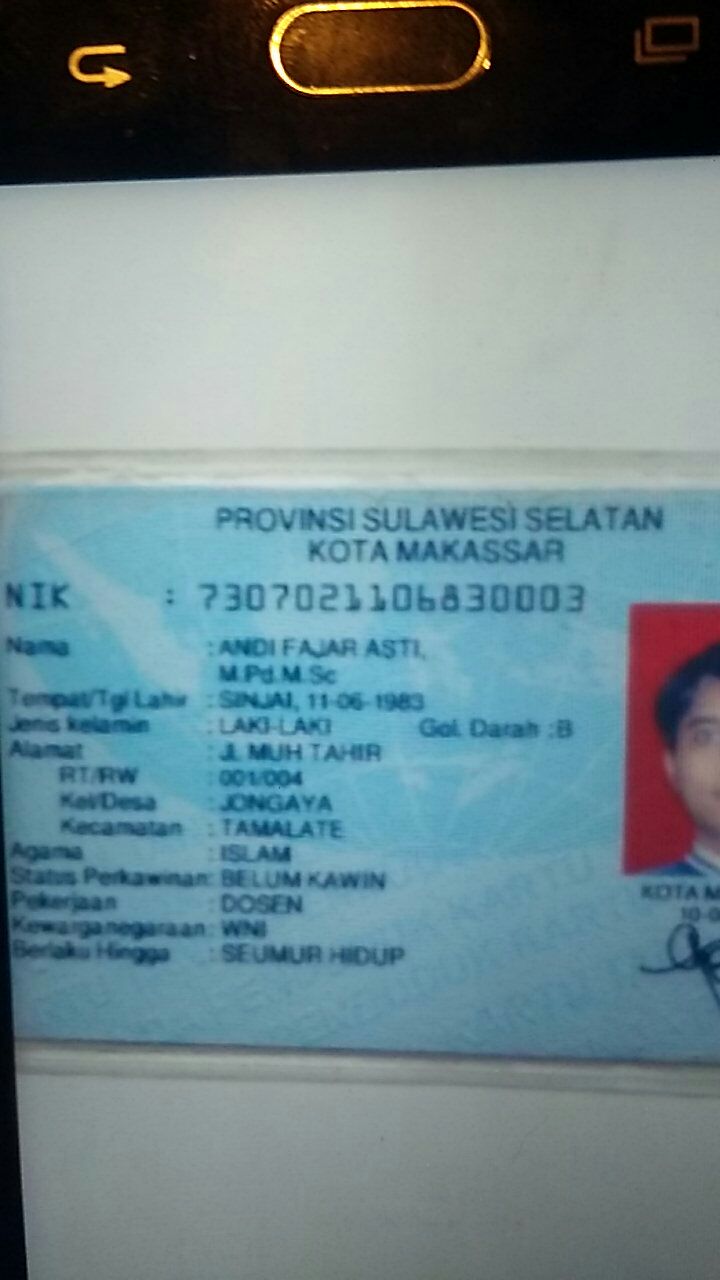 PROVINSI SULAWESI SELATAN
KOTA MAKASSAR
NIK : 7307021106830003
Nama : ANDI FAJAR ASTI,
M.Pd.M.Sc
Tempat/Tgl Lahir : SINJAI, 11-06-1983
Jenis kelamin : LAKI-LAKI Gol. Darah : B
Alamat : JL MUH TAHIR
RT/RW : 001/004
Kel/Desa : JONGAYA
Kecamatan : TAMALATE
Agama : ISLAM
Status Perkawinan: BELUM KAWIN
Pekerjaan : DOSEN
Kewarganegaraan: WNI
Berlaku Hingga : SEUMUR HIDUP
KOTA M
10-0